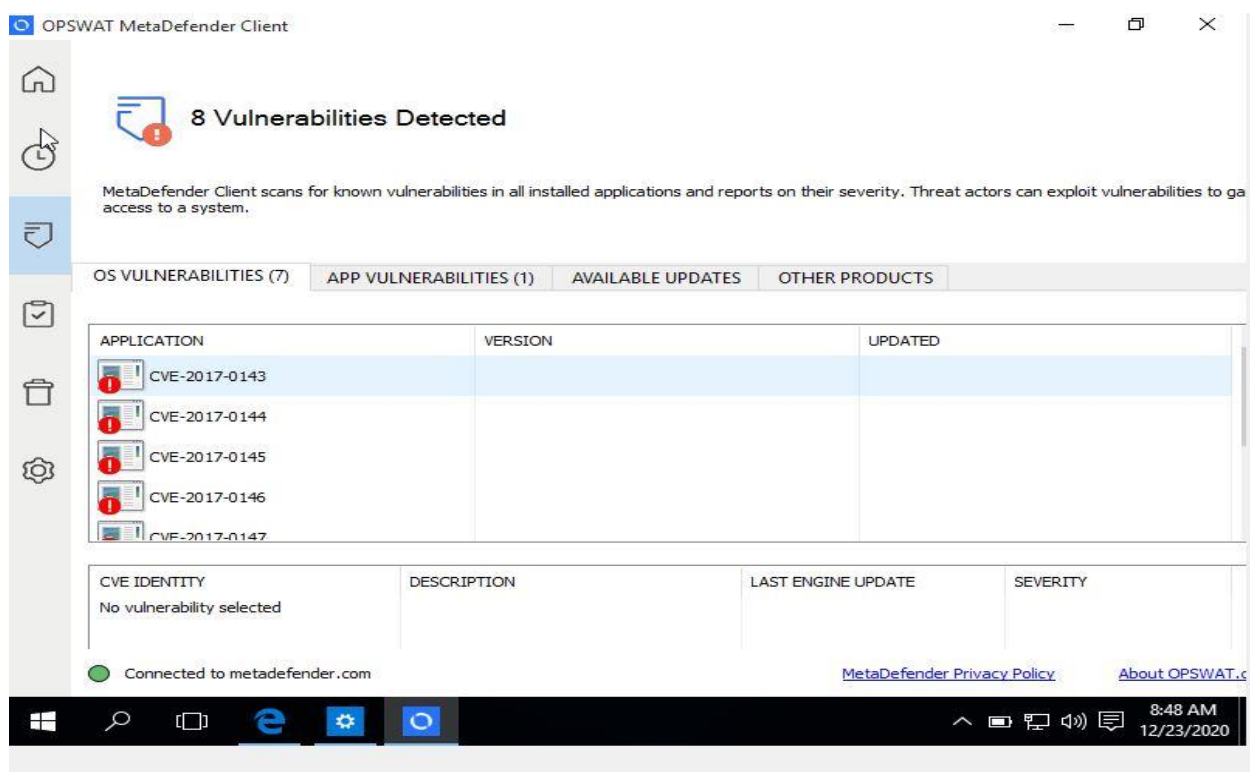 OPSWAT MetaDefender Client
8 Vulnerabilities Detected
MetaDefender Client scans for known vulnerabilities in all installed applications and reports on their severity. Threat actors can exploit vulnerabilities to ga
access to a system.
OS VULNERABILITIES (7) APP VULNERABILITIES (1) AVAILABLE UPDATES OTHER PRODUCTS
APPLICATION VERSION UPDATED
CVE-2017-0143
CVE-2017-0144
CVE-2017-0145
CVE-2017-0146
CVE-2017-0147
CVE IDENTITY DESCRIPTION LAST ENGINE UPDATE SEVERITY
No vulnerability selected
Connected to metadefender.com MetaDefender Privacy Policy About OPSWAT.c
8:48 AM
12/23/2020